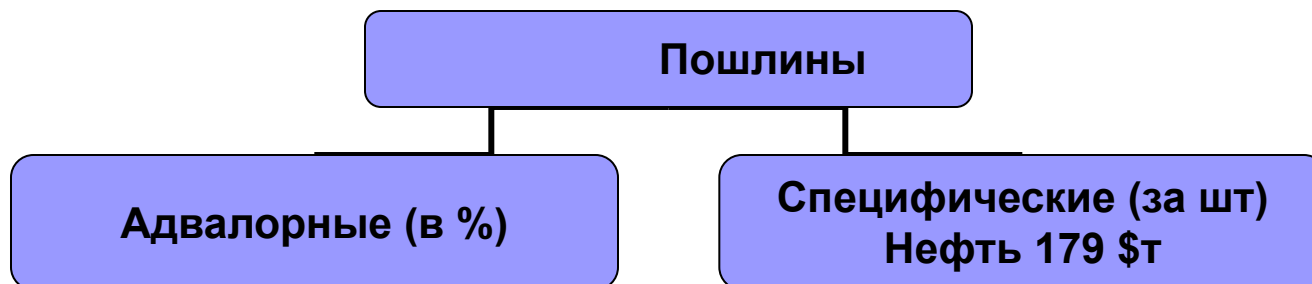 Пошлины
Адвалорные (в %)
Специфические (за шт)
Нефть 179 $т